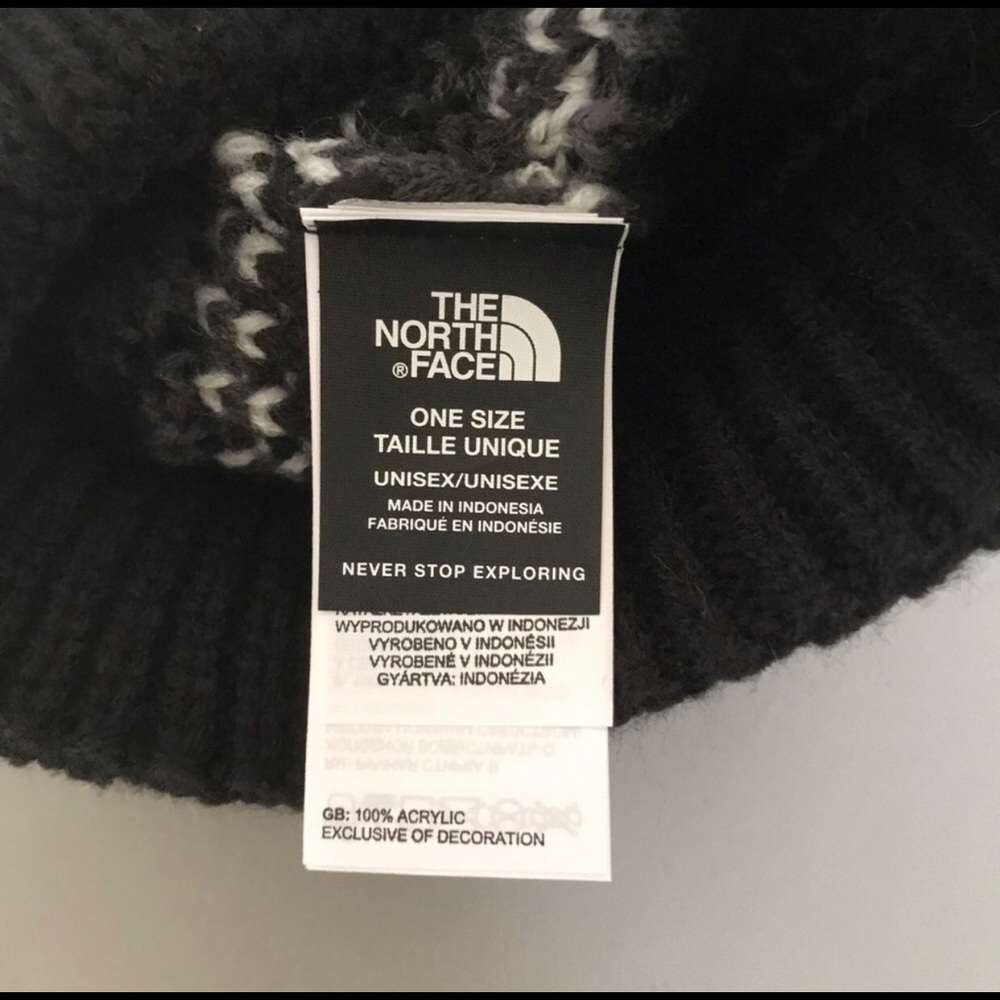 THE
NORTH
®FACE
ONE SIZE
TAILLE UNIQUE
UNISEX/UNISEXE
MADE IN INDONESIA
FABRIQUÉ EN INDONÉSIE
NEVER STOP EXPLORING
WYPRODUKOWANO W INDONEZJI
VYROBENO V INDONÉSII
VYROBENÉ V INDONÉZII
GYÁRTVA: INDONÉZIA
GB: 100% ACRYLIC
EXCLUSIVE OF DECORATION